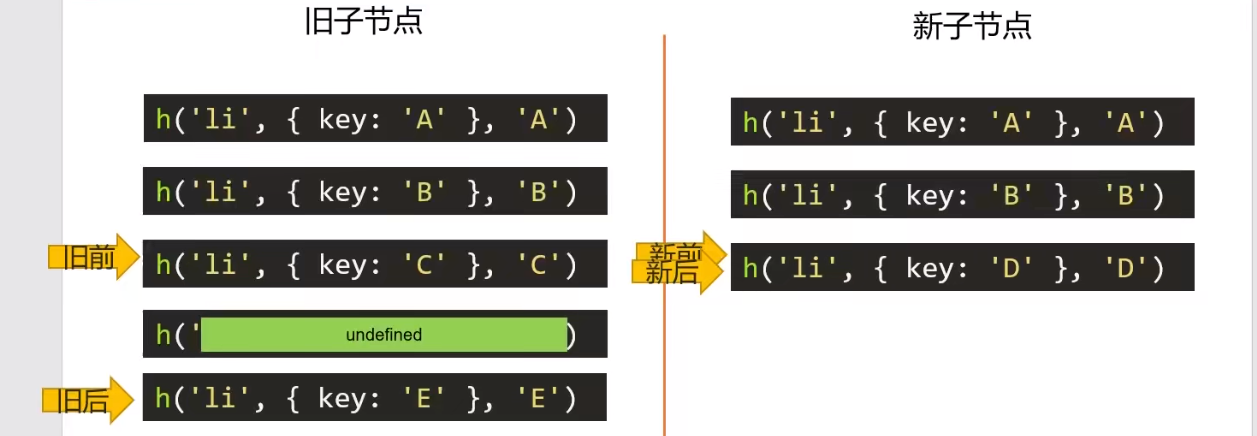 旧子节点
h('li', { key: 'A' }, 'A')
h('li', { key: 'B' }, 'B')
旧前
h('li', { key: 'C' }, 'C')
h('
undefined
)
旧后
h('li', { key: 'E' }, 'E')
新子节点
h('li', { key: 'A' }, 'A')
h('li', { key: 'B' }, 'B')
新前
新后
h('li', { key: 'D' }, 'D')